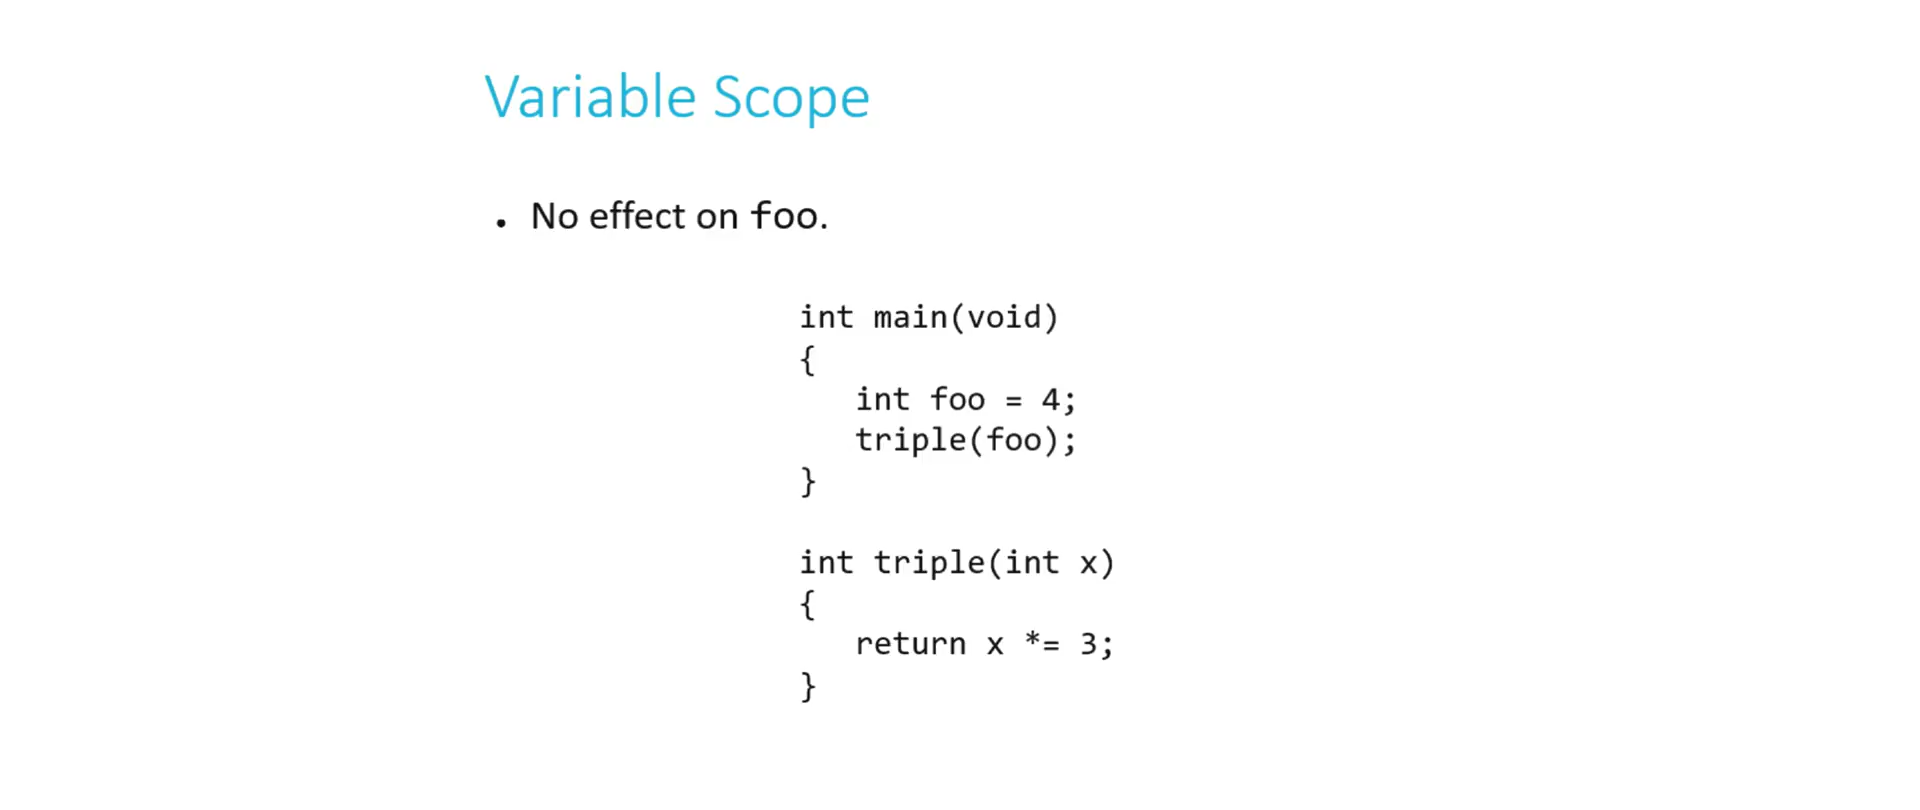 Variable Scope
• No effect on foo.
int main(void)
{
   int foo = 4;
   triple(foo);
}
int triple(int x)
{
   return x *= 3;
}